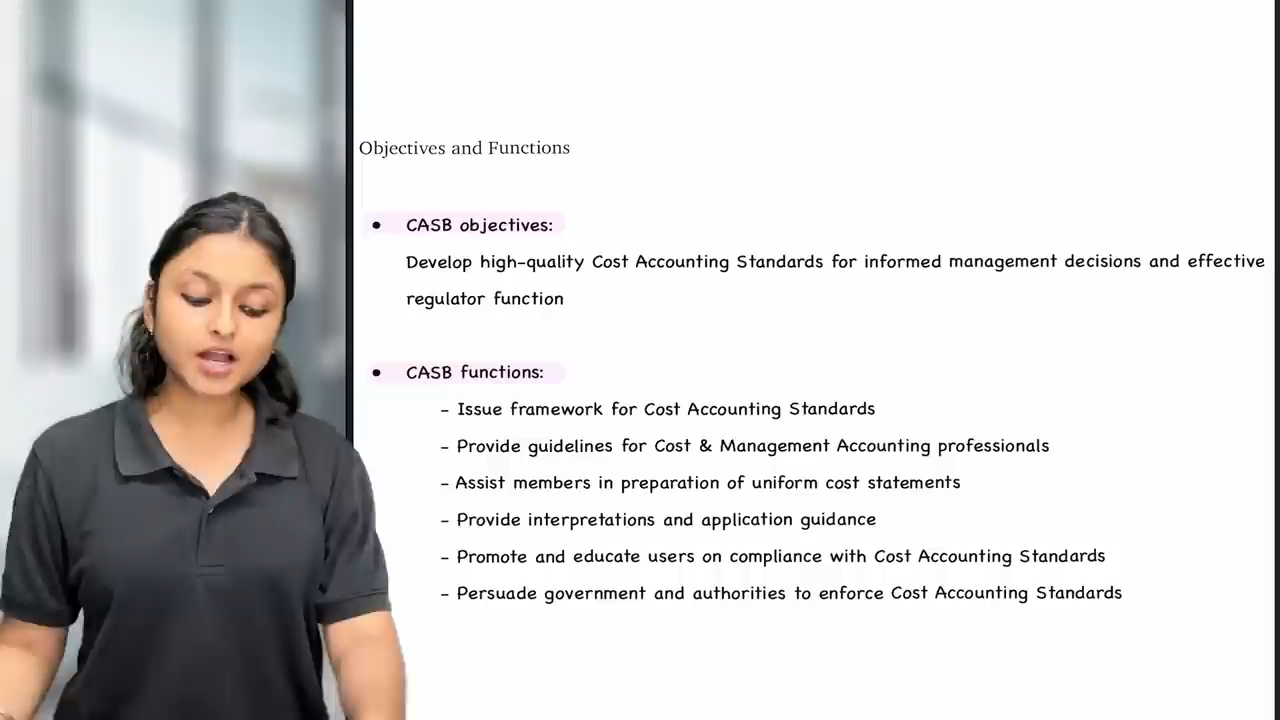 Objectives and Functions
• CASB objectives:
Develop high-quality Cost Accounting Standards for informed management decisions and effective
regulator function
• CASB functions:
- Issue framework for Cost Accounting Standards
- Provide guidelines for Cost & Management Accounting professionals
- Assist members in preparation of uniform cost statements
- Provide interpretations and application guidance
- Promote and educate users on compliance with Cost Accounting Standards
- Persuade government and authorities to enforce Cost Accounting Standards